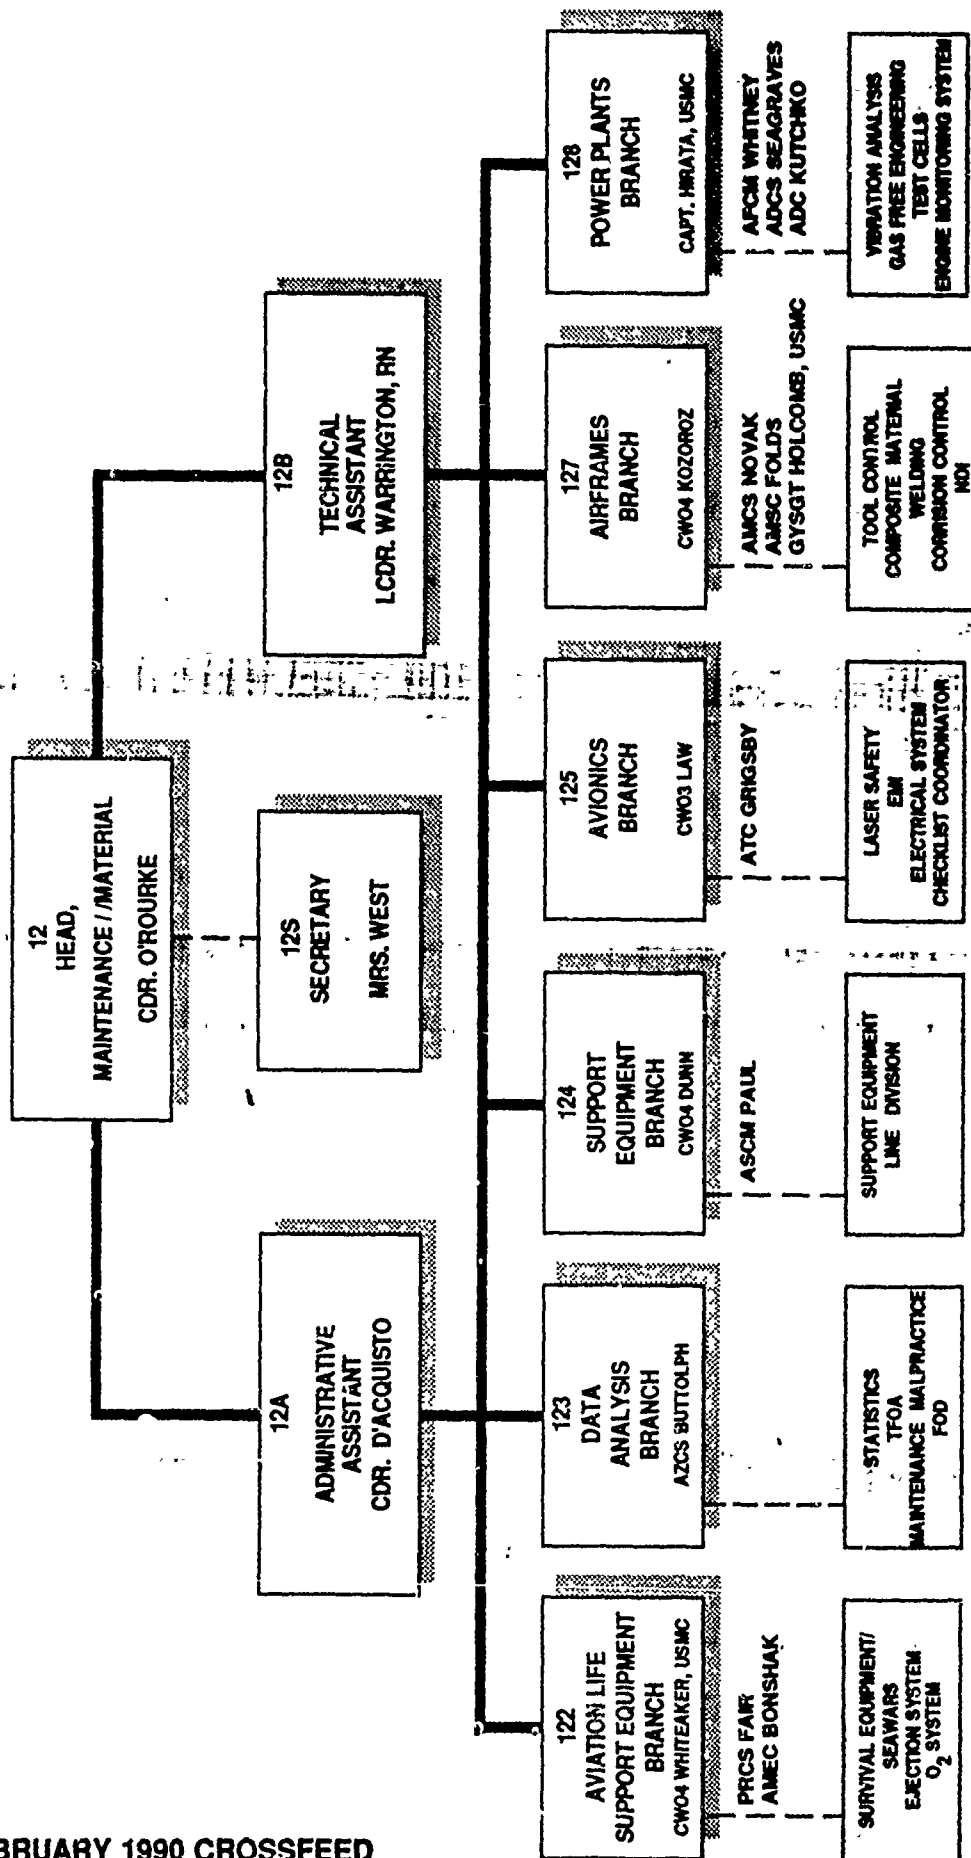 12
HEAD,
MAINTENANCE / /MATERIAL
CDR. O'ROURKE
12S
SECRETARY
MRS. WEST
12A
ADMINISTRATIVE
ASSISTANT
CDR. D'ACQUISTO
12B
TECHNICAL
ASSISTANT
LCDR. WARRINGTON, RN
122
AVIATION LIFE
SUPPORT EQUIPMENT
BRANCH
CWO4 WHITEAKER, USMC
PRCS FAIR
AMEC BONSHAK
SURVIVAL EQUIPMENT/
SEAWARS
EJECTION SYSTEM
O2 SYSTEM
123
DATA
ANALYSIS
BRANCH
AZCS BUTTOLPH
STATISTICS
TFOA
MAINTENANCE MALPRACTICE
FOD
124
SUPPORT
EQUIPMENT
BRANCH
CWO4 DUNN
ASCM PAUL
SUPPORT EQUIPMENT
LINE DIVISION
125
AVIONICS
BRANCH
CWO3 LAW
ATC GRIGSBY
LASER SAFETY
EMI
ELECTRICAL SYSTEM
CHECKLIST COORDINATOR
127
AIRFRAMES
BRANCH
CWO4 KOZOROZ
AMCS NOVAK
AMSC FOLDS
GYSGT HOLCOMB, USMC
TOOL CONTROL
COMPOSITE MATERIAL
WELDING
CORRISION CONTROL
NDI
128
POWER PLANTS
BRANCH
CAPT. HIRATA, USMC
AFCM WHITNEY
ADCS SEAGRAVES
ADC KUTCHKO
VIBRATION ANALYSIS
GAS FREE ENGINEERING
TEST CELLS
ENGINE MONITORING SYSTEM
BRUARY 1990 CROSSFEED